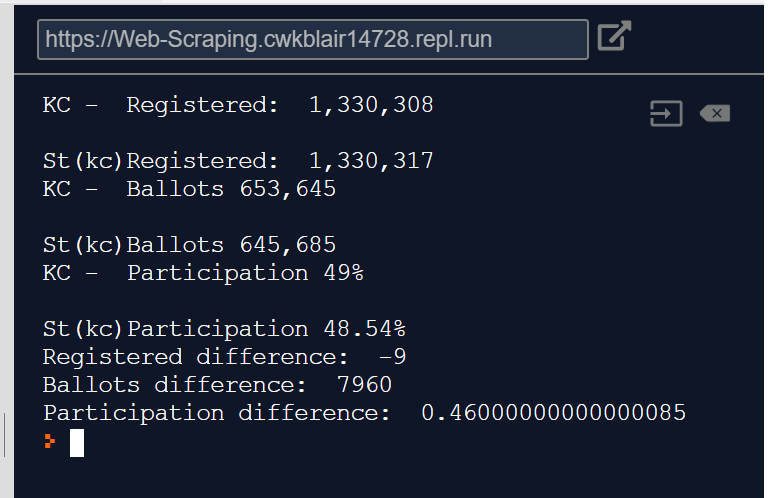 https://Web-Scraping.cwkblair14728.repl.run
KC -  Registered:  1,330,308
St(kc)Registered:  1,330,317
KC -  Ballots 653,645
St(kc)Ballots 645,685
KC -  Participation 49%
St(kc)Participation 48.54%
Registered difference:  -9
Ballots difference:  7960
Participation difference:  0.46000000000000085